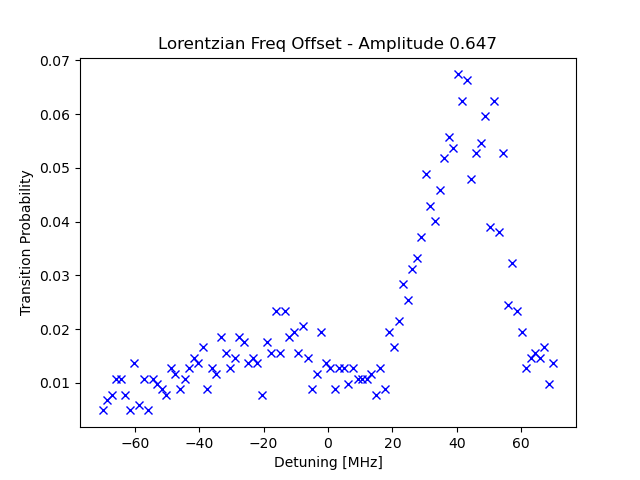 Lorentzian Freq Offset - Amplitude 0.647
0.07
0.06
0.05
0.04
0.03
0.02
0.01
Transition Probability
−60 −40 −20 0 20 40 60
Detuning [MHz]